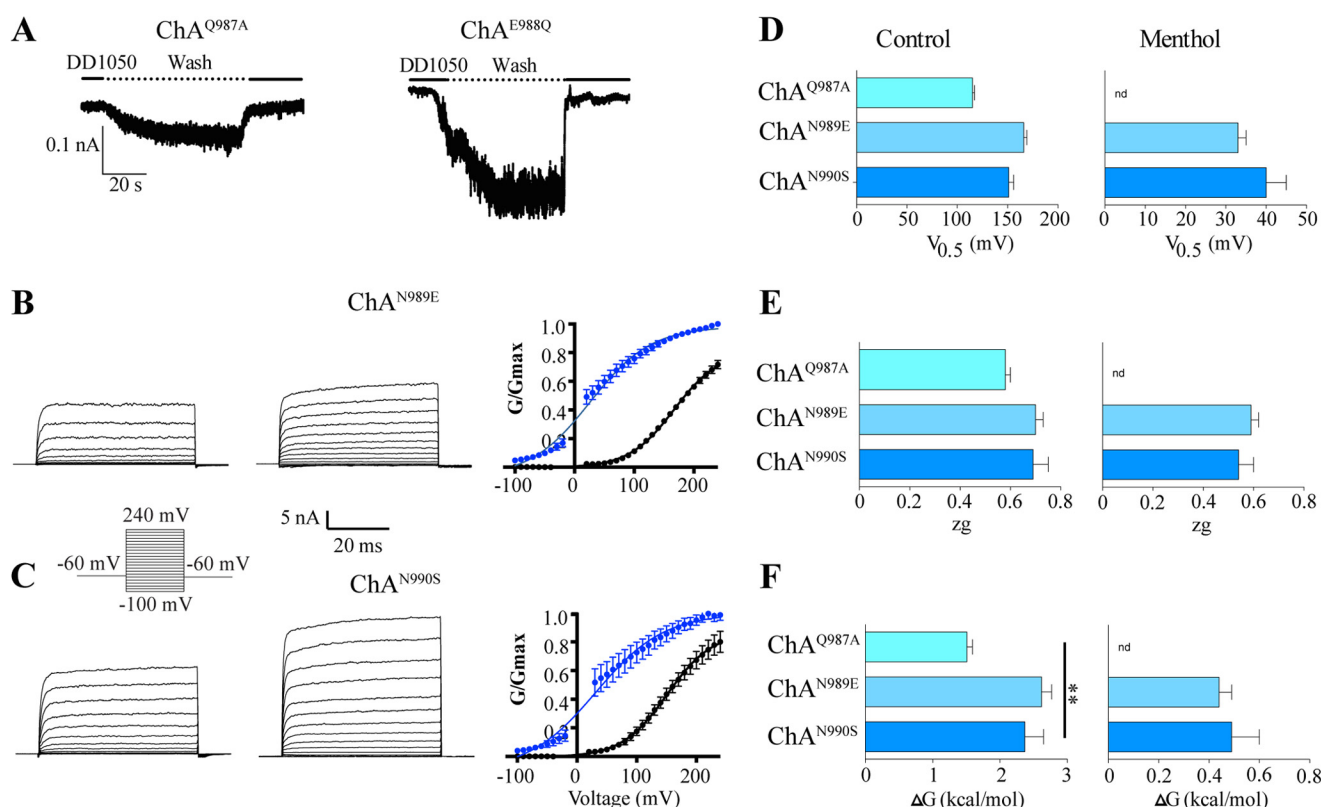 A
ChA^Q987A
DD1050 Wash
0.1 nA
20 s
ChA^E988Q
DD1050 Wash
B
ChA^N989E
G/Gmax
1.0
0.8
0.6
0.4
0.2
-100 0 100 200
240 mV
-60 mV -60 mV
-100 mV
5 nA
20 ms
C
ChA^N990S
G/Gmax
1.0
0.8
0.6
0.4
0.2
-100 0 100 200
Voltage (mV)
D
Control Menthol
ChA^Q987A
nd
ChA^N989E
ChA^N990S
0 50 100 150 200
V0.5 (mV)
0 10 20 30 40 50
V0.5 (mV)
E
ChA^Q987A
nd
ChA^N989E
ChA^N990S
0 0.2 0.4 0.6 0.8
zg
0 0.2 0.4 0.6 0.8
zg
F
ChA^Q987A
nd
ChA^N989E
**
ChA^N990S
0 1 2 3
ΔG (kcal/mol)
0 0.2 0.4 0.6 0.8
ΔG (kcal/mol)